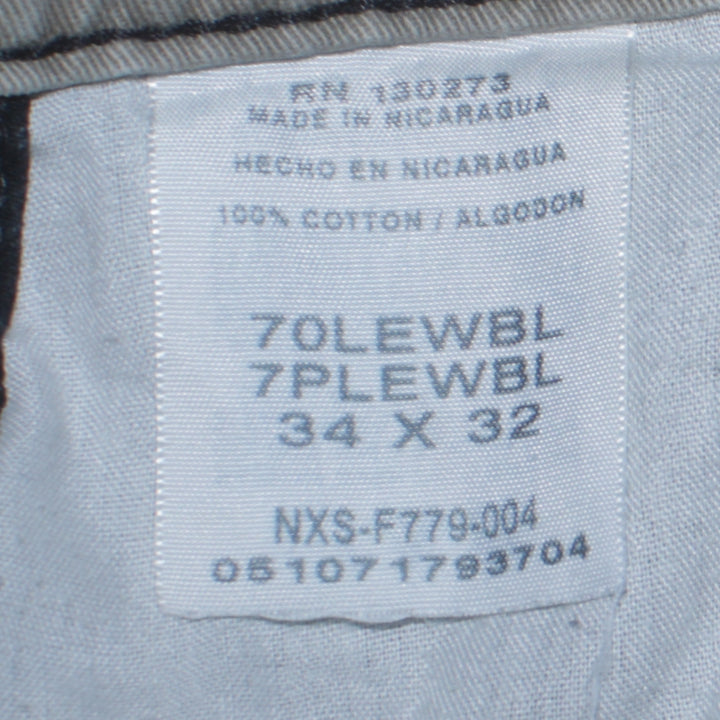 RN 130273
MADE IN NICARAGUA
HECHO EN NICARAGUA
100% COTTON / ALGODON
70LEWBL
7PLEWBL
34 X 32
NXS-F779-004
051071793704